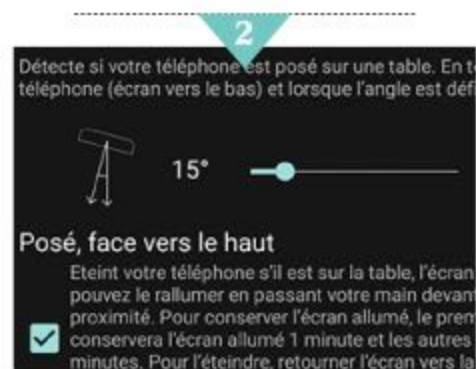 2
Détecte si votre téléphone est posé sur une table. En
téléphone (écran vers le bas) et lorsque l'angle est
15°
Posé, face vers le haut
Eteint votre téléphone s'il est sur la table, l'écran
pouvez le rallumer en passant votre main devant
proximité. Pour conserver l'écran allumé, le
conservera l'écran allumé 1 minute et les autres
minutes. Pour l'éteindre, retourner l'écran vers la